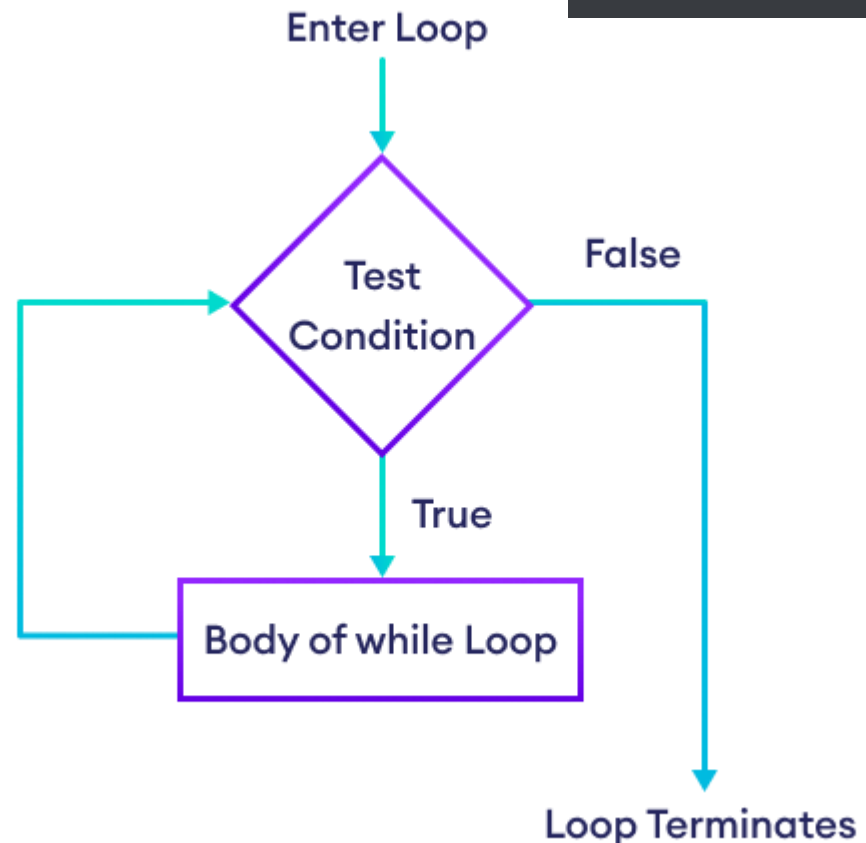 Enter Loop
False
Test
Condition
True
Body of while Loop
Loop Terminates